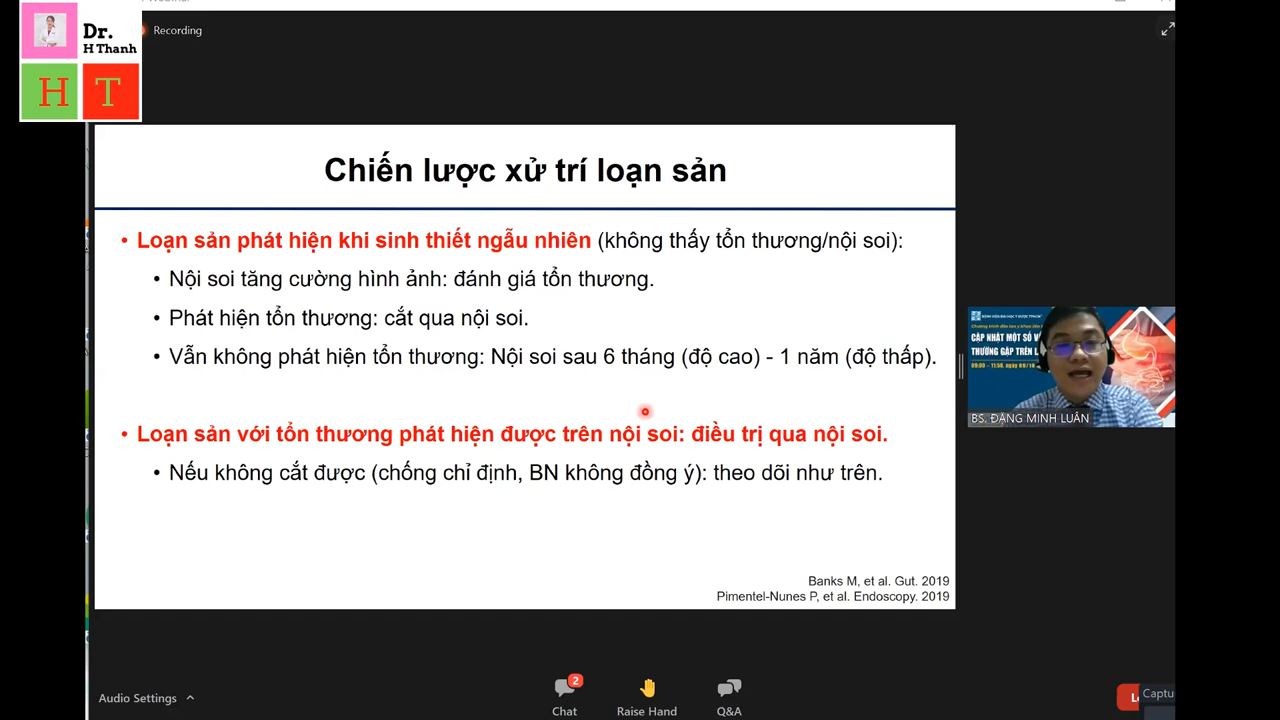 Dr.
H Thanh
H T
Recording
Chiến lược xử trí loạn sản
• Loạn sản phát hiện khi sinh thiết ngẫu nhiên (không thấy tổn thương/nội soi):
• Nội soi tăng cường hình ảnh: đánh giá tổn thương.
• Phát hiện tổn thương: cắt qua nội soi.
• Vẫn không phát hiện tổn thương: Nội soi sau 6 tháng (độ cao) - 1 năm (độ thấp).
• Loạn sản với tổn thương phát hiện được trên nội soi: điều trị qua nội soi.
• Nếu không cắt được (chống chỉ định, BN không đồng ý): theo dõi như trên.
Banks M, et al. Gut. 2019
Pimentel-Nunes P, et al. Endoscopy. 2019
CẬP NHẬT MỘT SỐ
THƯỜNG GẶP TRÊN
BS. ĐẶNG MINH LUÂN
Audio Settings
2
Chat
Raise Hand
Q&A
Captu